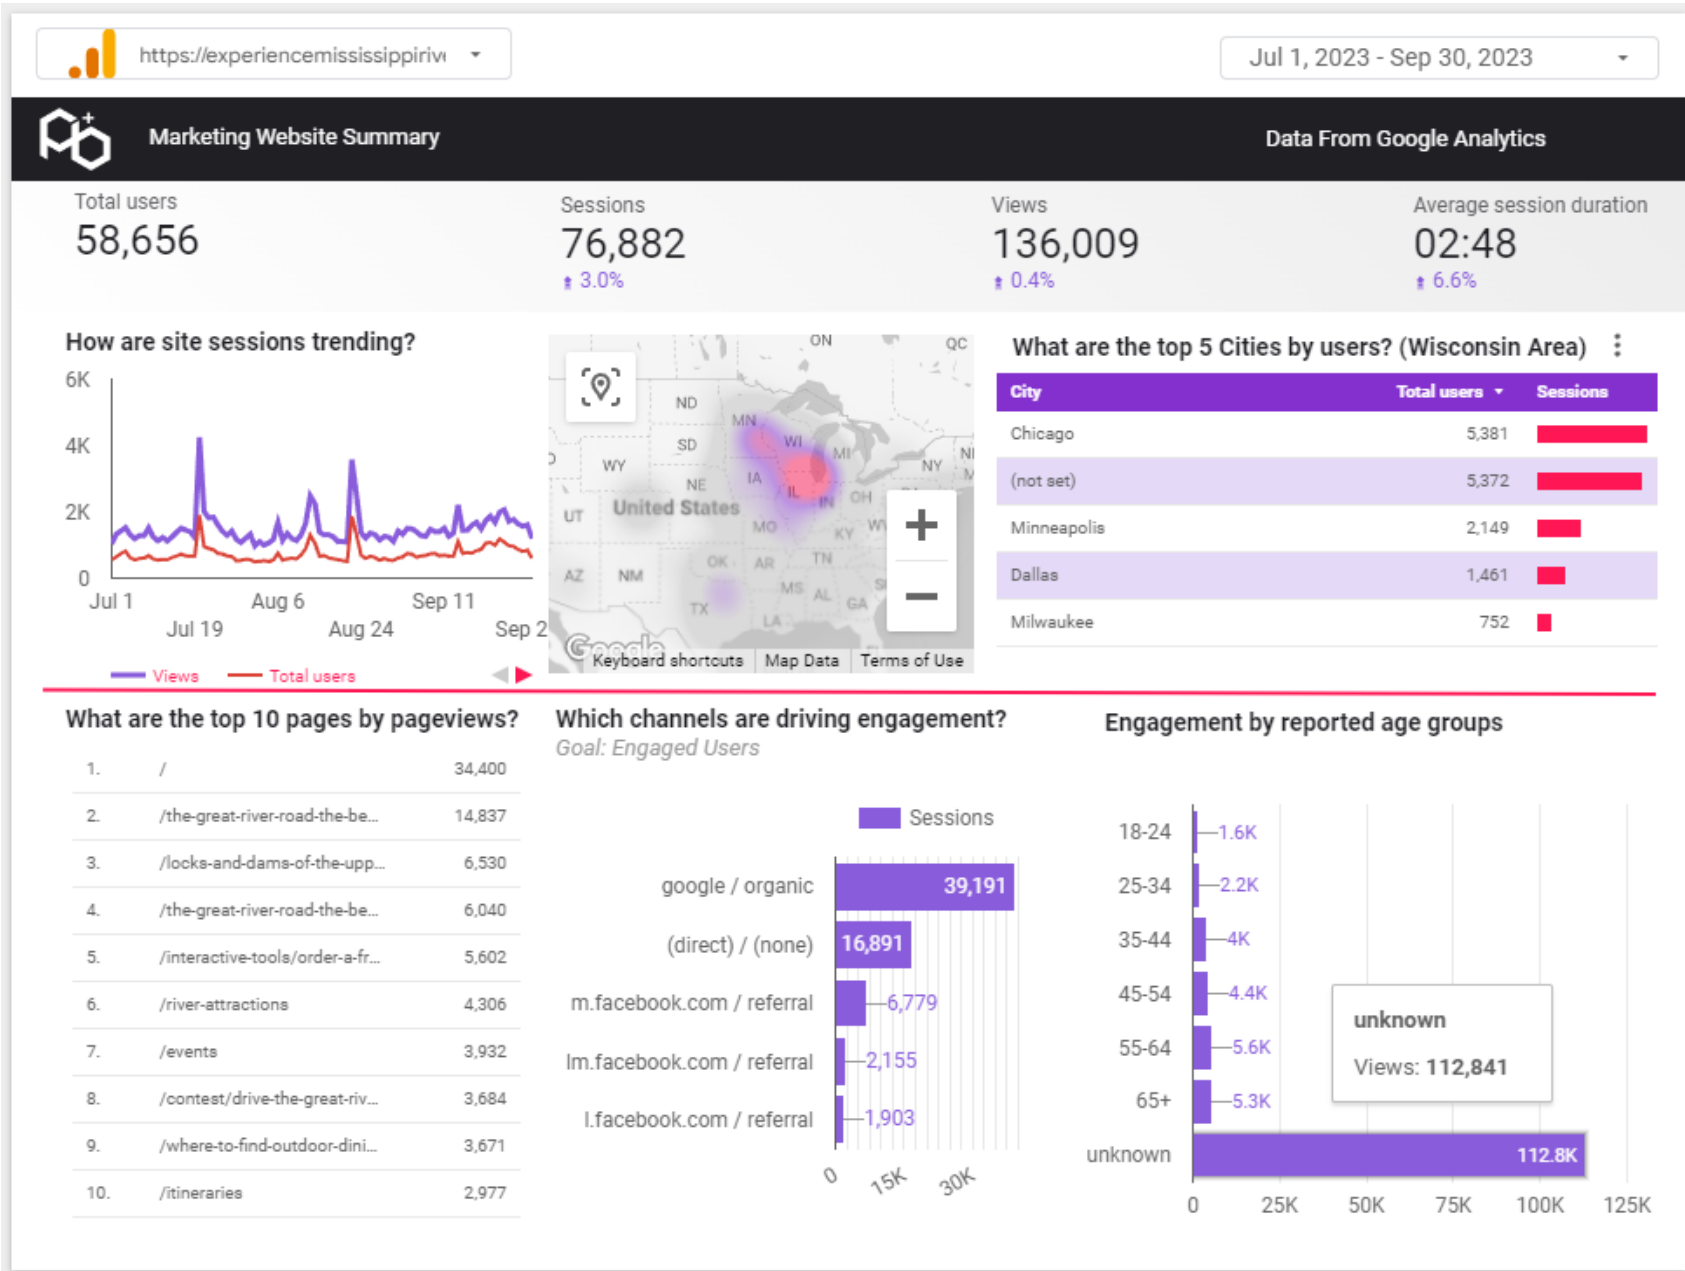 https://experiencemississippirive
Jul 1, 2023 - Sep 30, 2023
Marketing Website Summary
Data From Google Analytics
Total users
58,656
Sessions
76,882
3.0%
Views
136,009
0.4%
Average session duration
02:48
6.6%
How are site sessions trending?
6K
4K
2K
0
Jul 1
Aug 6
Sep 11
Jul 19
Aug 24
Sep 2
Views
Total users
ON
QC
ND
MN
SD
WI
MI
WY
NY
IA
NE
IL
IN
OH
United States
UT
MO
KY
OK
AR
TN
AZ
NM
MS
AL
GA
TX
LA
Google
Keyboard shortcuts
Map Data
Terms of Use
What are the top 5 Cities by users? (Wisconsin Area)
City Total users Sessions
Chicago 5,381
(not set) 5,372
Minneapolis 2,149
Dallas 1,461
Milwaukee 752
What are the top 10 pages by pageviews?
1. / 34,400
2. /the-great-river-road-the-be... 14,837
3. /locks-and-dams-of-the-upp... 6,530
4. /the-great-river-road-the-be... 6,040
5. /interactive-tools/order-a-fr... 5,602
6. /river-attractions 4,306
7. /events 3,932
8. /contest/drive-the-great-riv... 3,684
9. /where-to-find-outdoor-dini... 3,671
10. /itineraries 2,977
Which channels are driving engagement?
Goal: Engaged Users
Sessions
google / organic 39,191
(direct) / (none) 16,891
m.facebook.com / referral 6,779
lm.facebook.com / referral 2,155
l.facebook.com / referral 1,903
0 15K 30K
Engagement by reported age groups
18-24 1.6K
25-34 2.2K
35-44 4K
45-54 4.4K
55-64 5.6K
65+ 5.3K
unknown 112.8K
unknown
Views: 112,841
0 25K 50K 75K 100K 125K